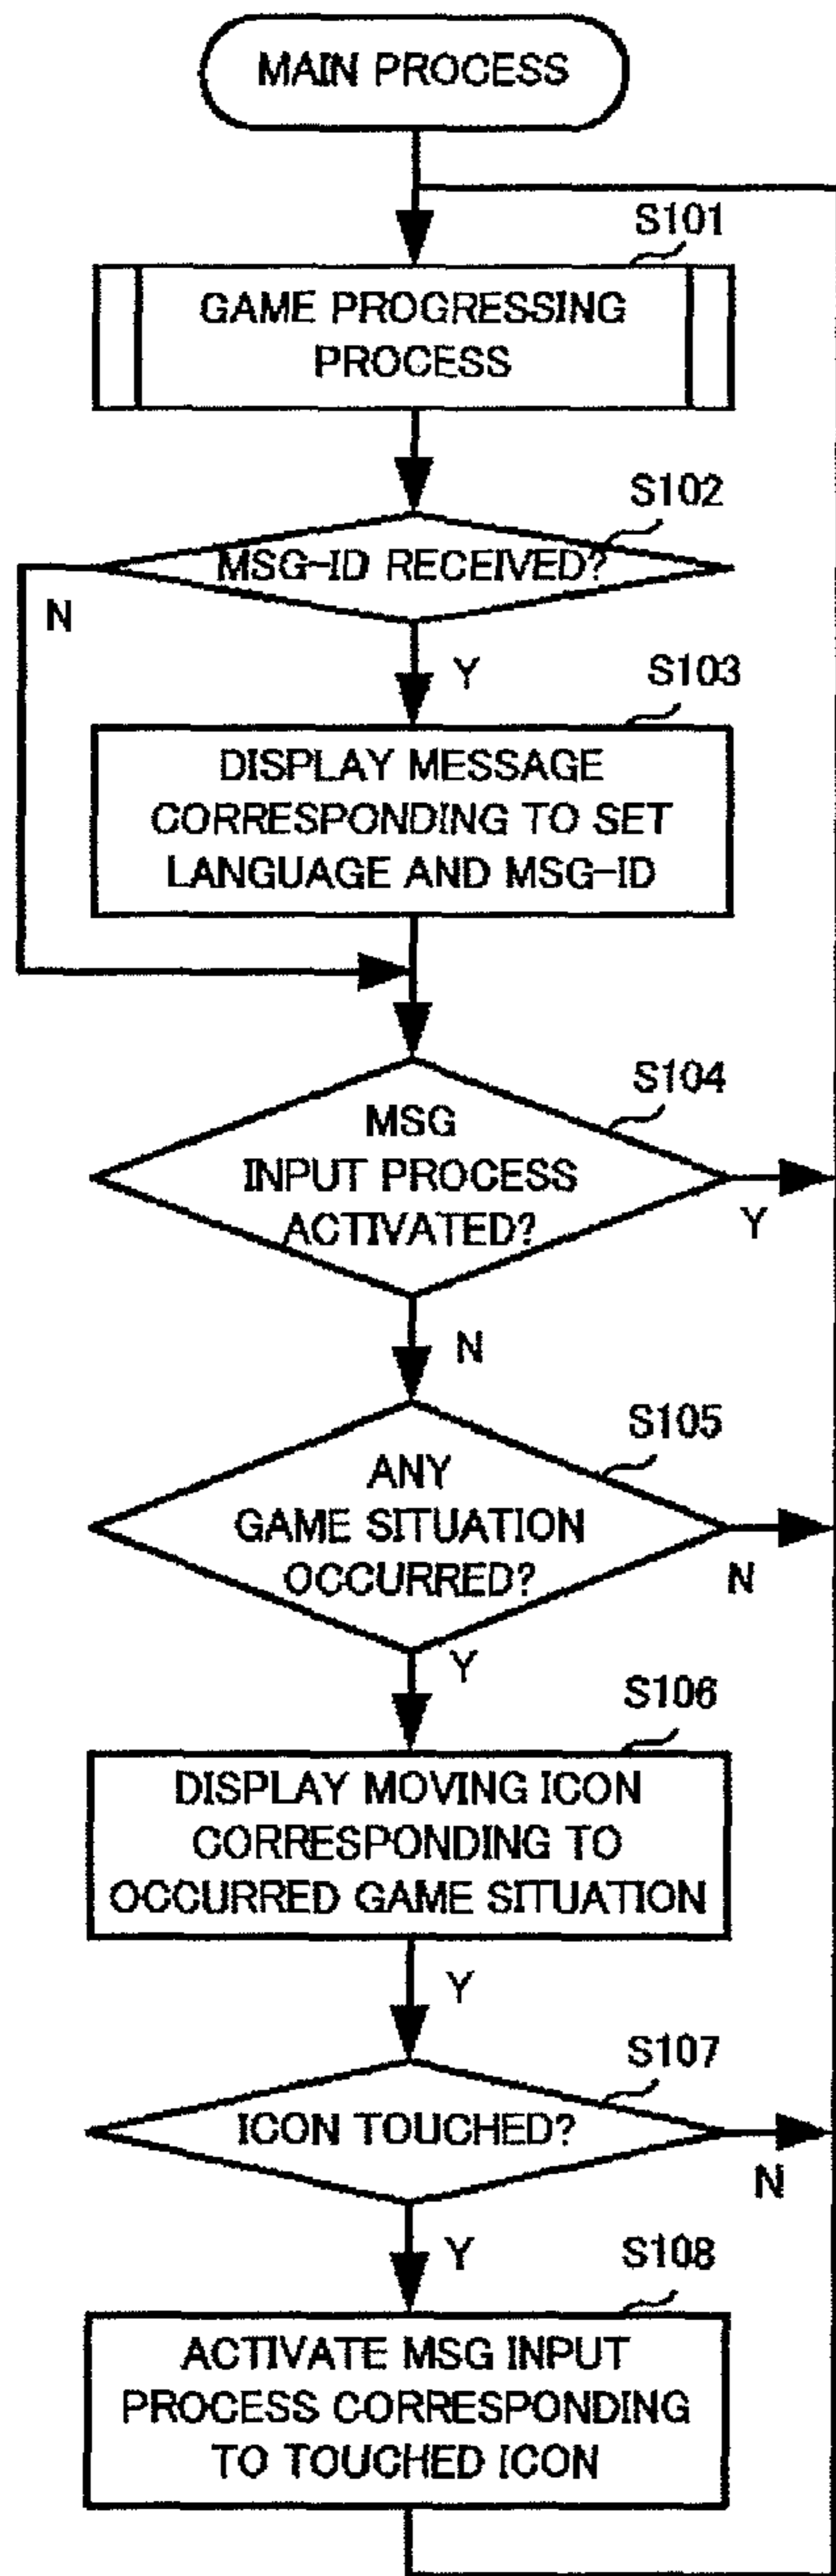 MAIN PROCESS
S101
GAME PROGRESSING
PROCESS
S102
MSG-ID RECEIVED?
N
Y
S103
DISPLAY MESSAGE
CORRESPONDING TO SET
LANGUAGE AND MSG-ID
S104
MSG
INPUT PROCESS
ACTIVATED?
Y
N
S105
ANY
GAME SITUATION
OCCURRED?
N
Y
S106
DISPLAY MOVING ICON
CORRESPONDING TO
OCCURRED GAME SITUATION
Y
S107
ICON TOUCHED?
N
Y
S108
ACTIVATE MSG INPUT
PROCESS CORRESPONDING
TO TOUCHED ICON